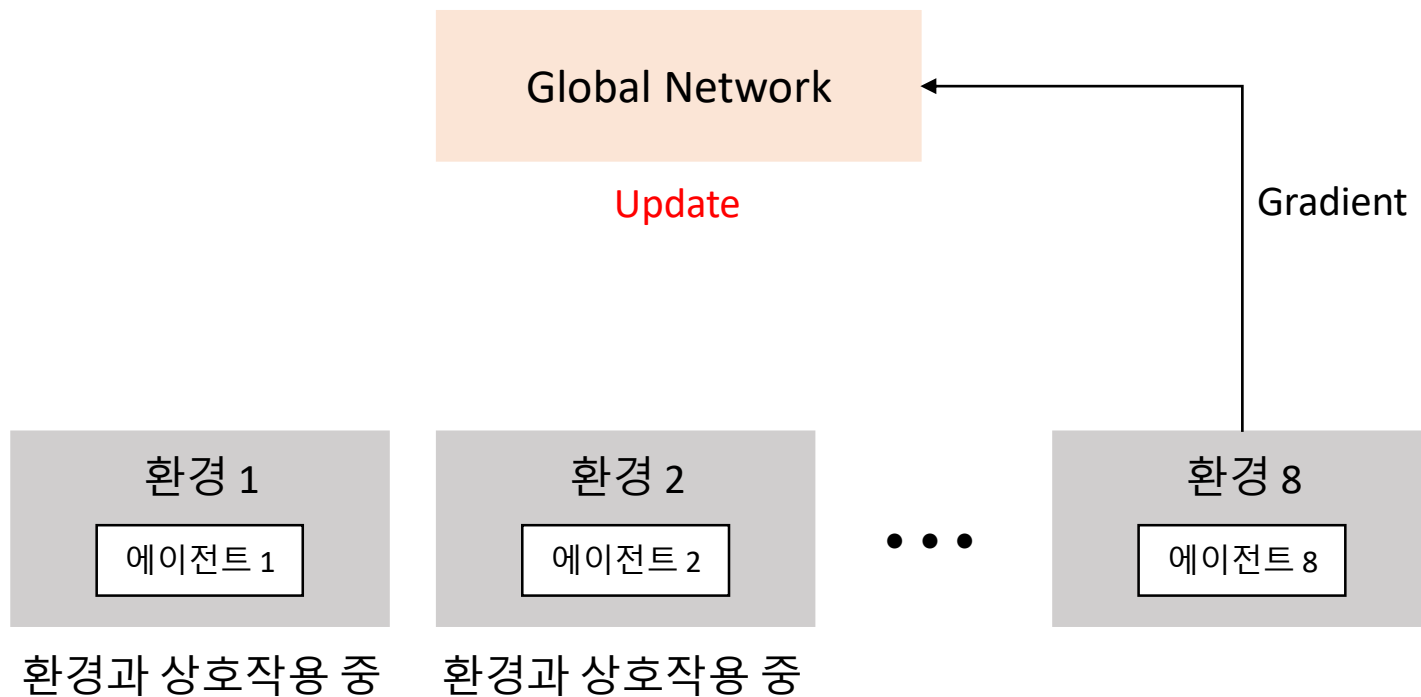 Global Network
Update
Gradient
환경 1
에이전트 1
환경과 상호작용 중
환경 2
에이전트 2
환경과 상호작용 중
환경 8
에이전트 8